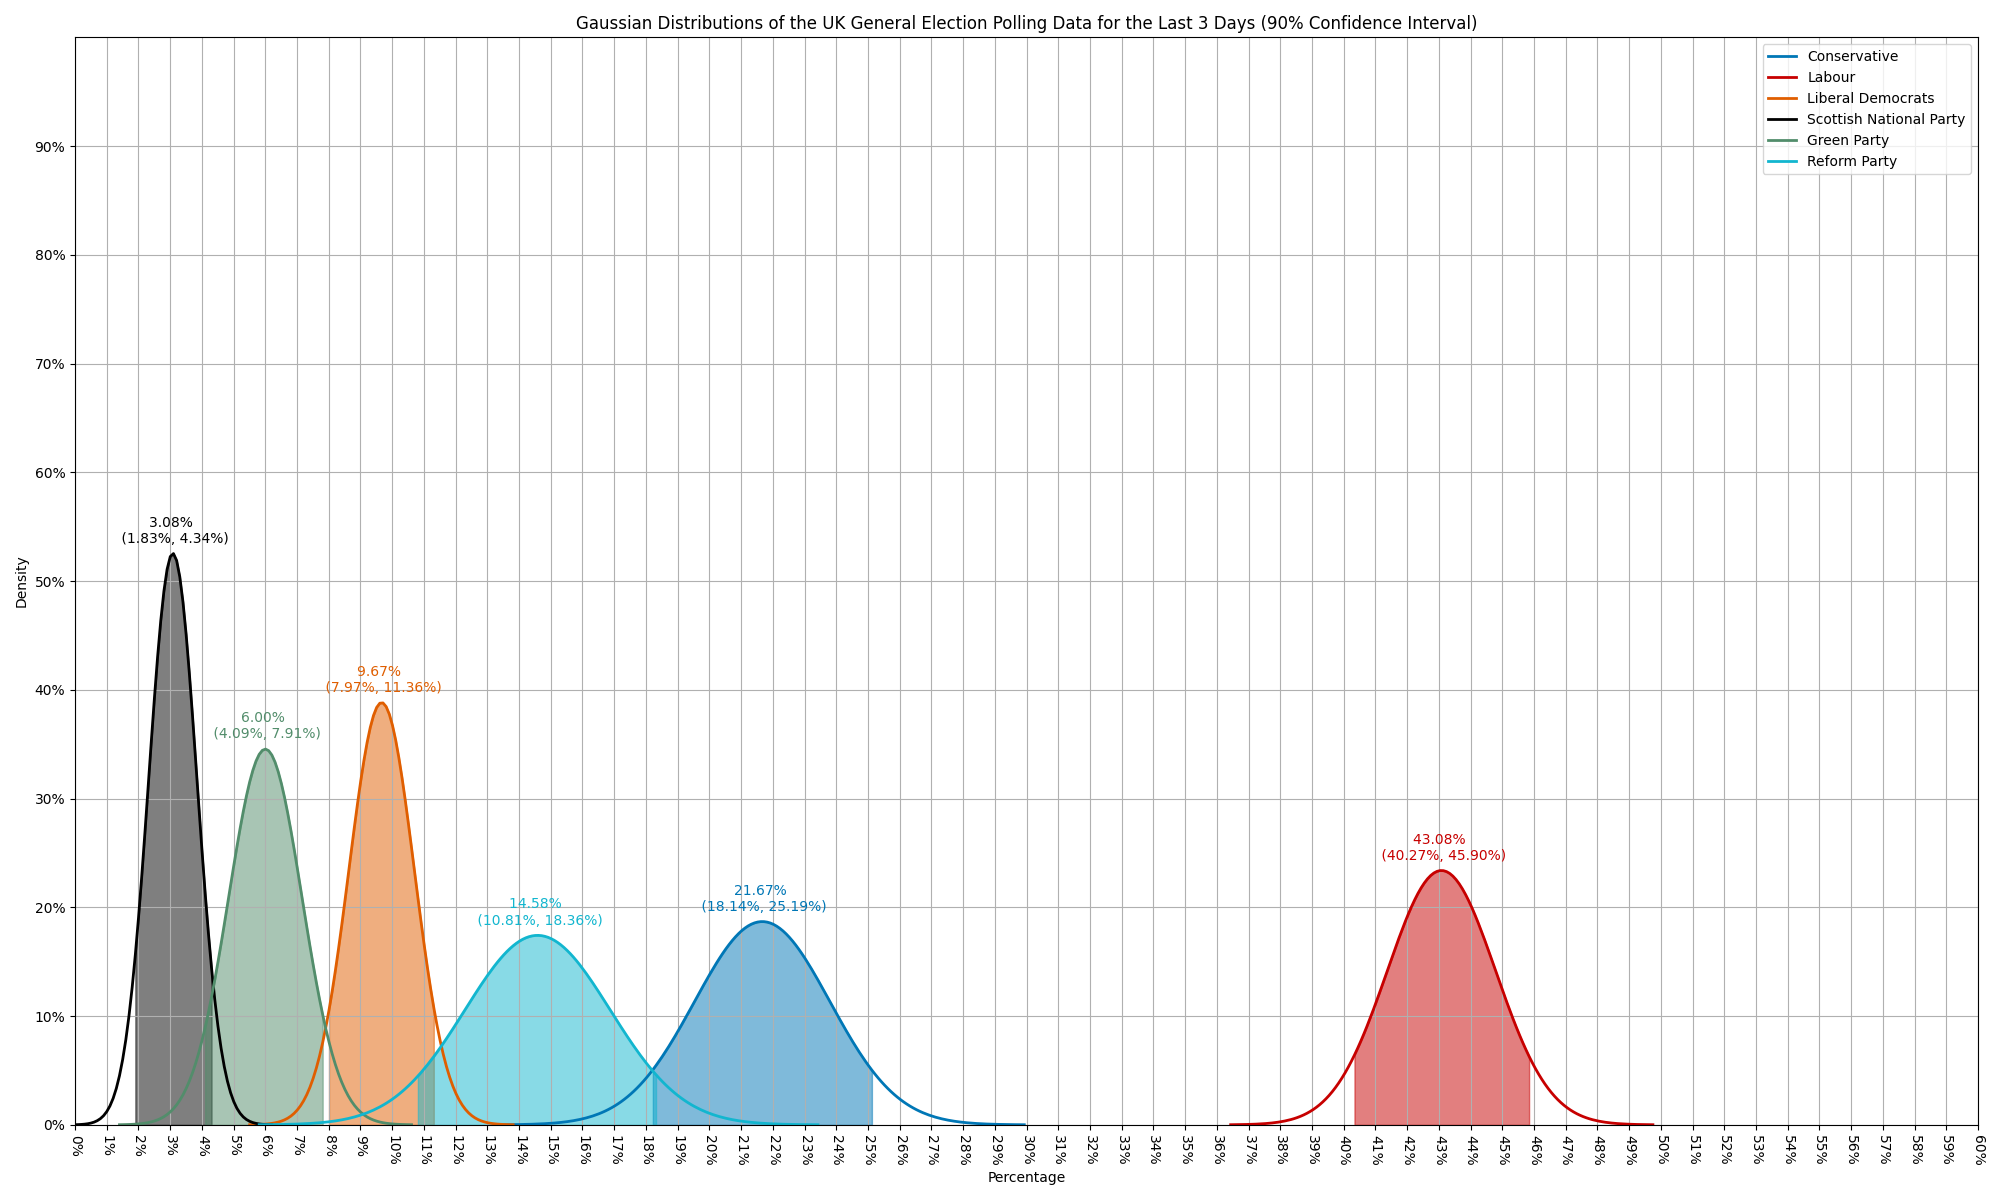 Gaussian Distributions of the UK General Election Polling Data for the Last 3 Days (90% Confidence Interval)
Conservative
Labour
Liberal Democrats
Scottish National Party
Green Party
Reform Party
90%
80%
70%
60%
50%
40%
30%
20%
10%
0%
Density
3.08%
(1.83%, 4.34%)
9.67%
(7.97%, 11.36%)
6.00%
(4.09%, 7.91%)
43.08%
(40.27%, 45.90%)
21.67%
(18.14%, 25.19%)
14.58%
(10.81%, 18.36%)
0% 1% 2% 3% 4% 5% 6% 7% 8% 9% 10% 11% 12% 13% 14% 15% 16% 17% 18% 19% 20% 21% 22% 23% 24% 25% 26% 27% 28% 29% 30% 31% 32% 33% 34% 35% 36% 37% 38% 39% 40% 41% 42% 43% 44% 45% 46% 47% 48% 49% 50% 51% 52% 53% 54% 55% 56% 57% 58% 59% 60%
Percentage